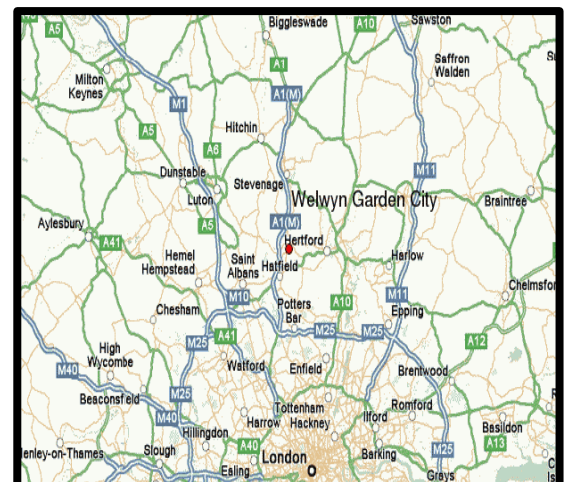 A5
Biggleswade
A10
Sawston
A5
A1
Saffron
Walden
Milton
Keynes
A1(M)
M1
A5
Hitchin
A6
Dunstable
M11
Stevenage
Luton
Welwyn Garden City
Braintree
Aylesbury
A5
A1(M)
A41
Hertford
Hemel
Hempstead
Saint
Albans
Hatfield
Harlow
M10
M11
Chelmsfor
Chesham
Potters
Bar
A10
Epping
A41
M25
M25
M25
A12
High
Wycombe
Watford
Enfield
M40
Brentwood
Beaconsfield
M25
Tottenham
Romford
M40
Harrow
Hackney
Ilford
Basildon
Hillingdon
A13
A40
M25
enley-on-Thames
Slough
London
Barking
Ealing
Grays